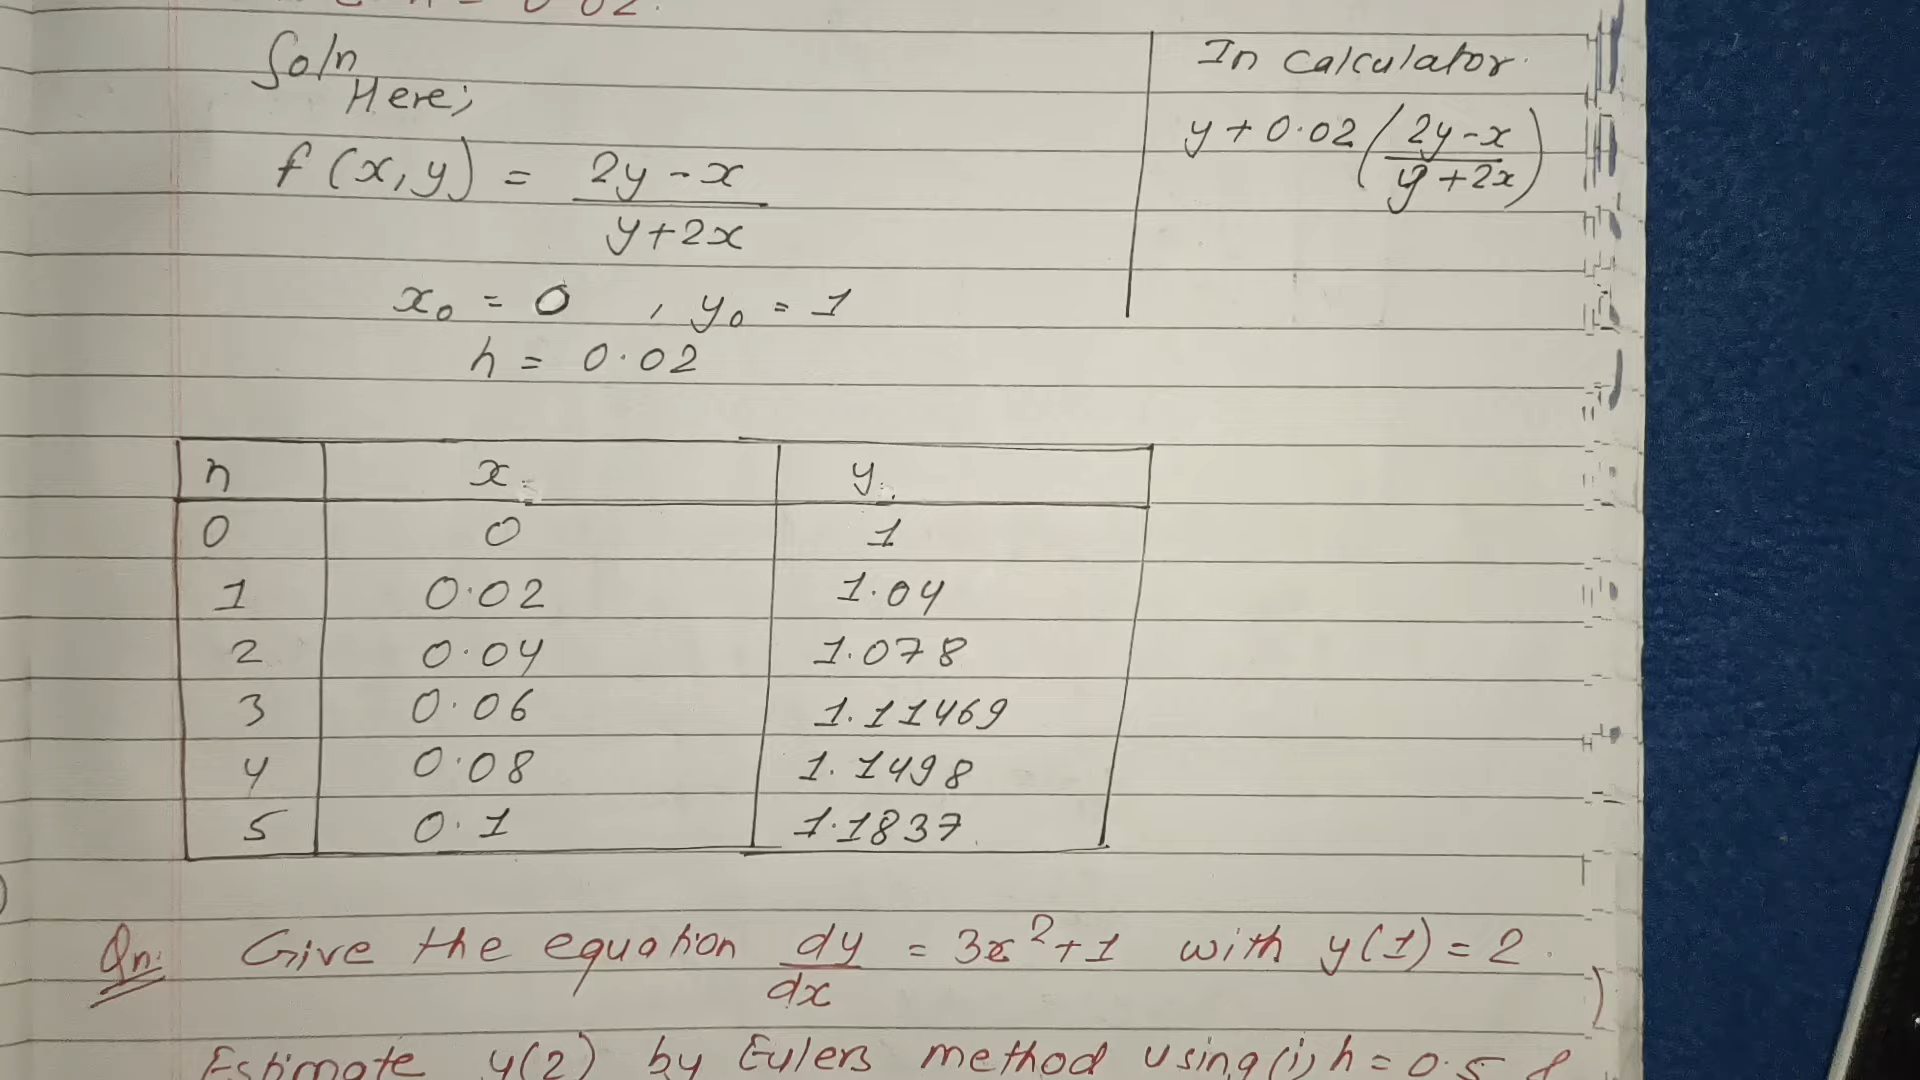 Soln
Here;
f(x,y) = 2y-x / y+2x
x₀ = 0 , y₀ = 1
h = 0.02
In calculator.
y + 0.02 (2y-x / y+2x)
n x y
0 0 1
1 0.02 1.04
2 0.04 1.078
3 0.06 1.11469
4 0.08 1.1498
5 0.1 1.1837
Qn: Give the equation dy/dx = 3x²+1 with y(1) = 2.
Estimate y(2) by Eulers method using (i) h = 0.5 &